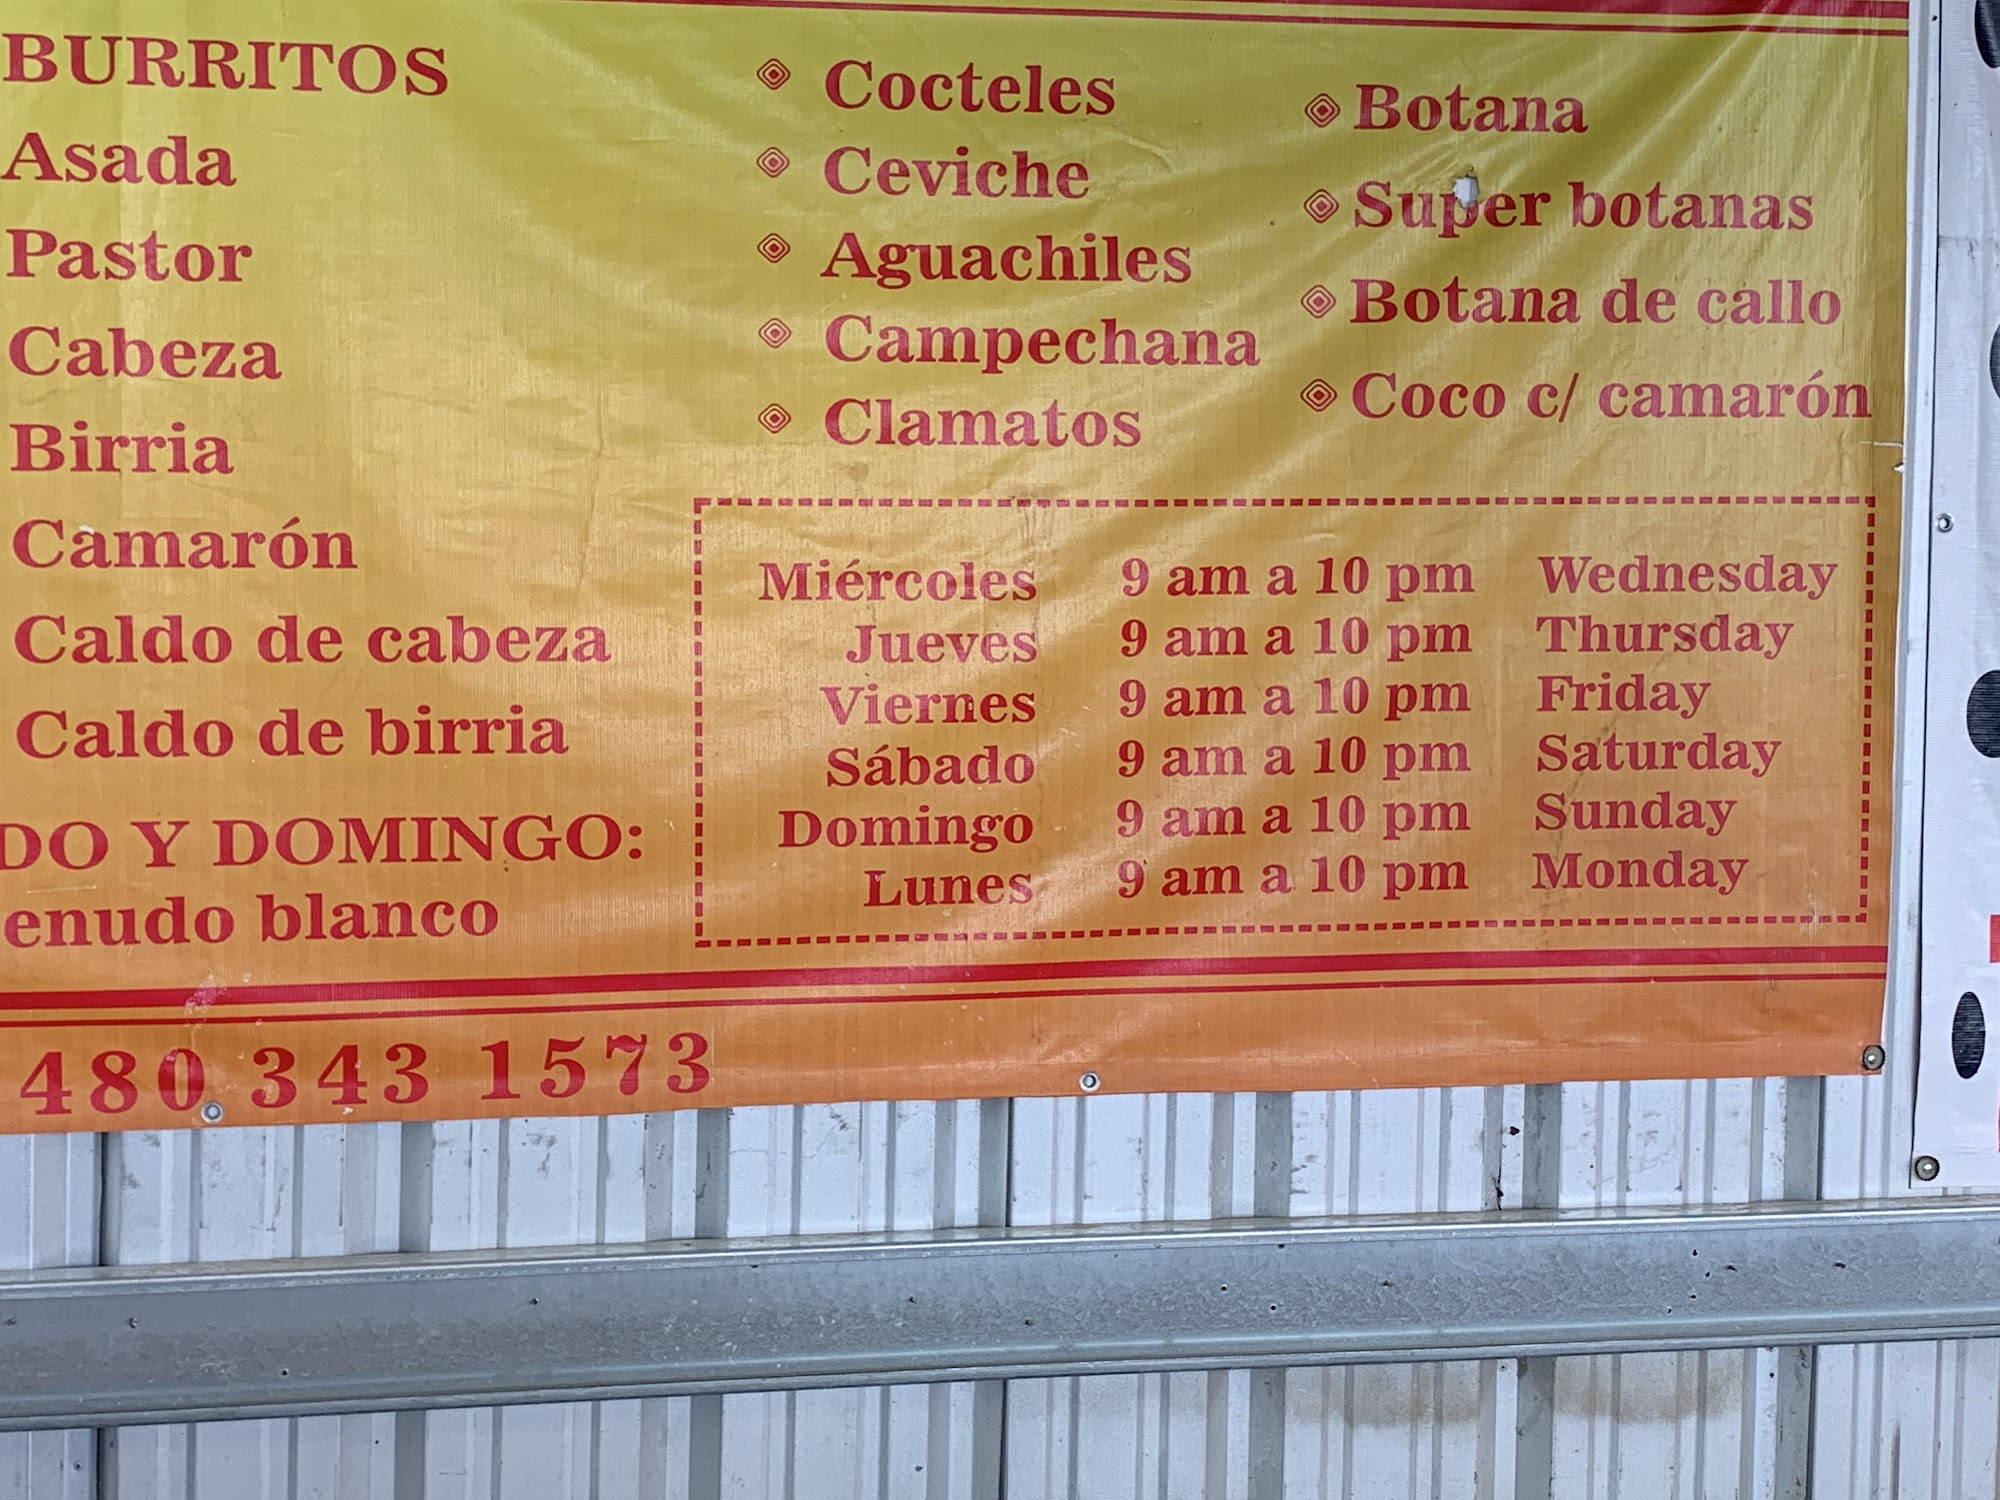 BURRITOS
Asada
Pastor
Cabeza
Birria
Camarón
Caldo de cabeza
Caldo de birria
DO Y DOMINGO:
enudo blanco
Cocteles
Ceviche
Aguachiles
Campechana
Clamatos
Botana
Super botanas
Botana de callo
Coco c/ camarón
Miércoles 9 am a 10 pm Wednesday
Jueves 9 am a 10 pm Thursday
Viernes 9 am a 10 pm Friday
Sábado 9 am a 10 pm Saturday
Domingo 9 am a 10 pm Sunday
Lunes 9 am a 10 pm Monday
480 343 1573